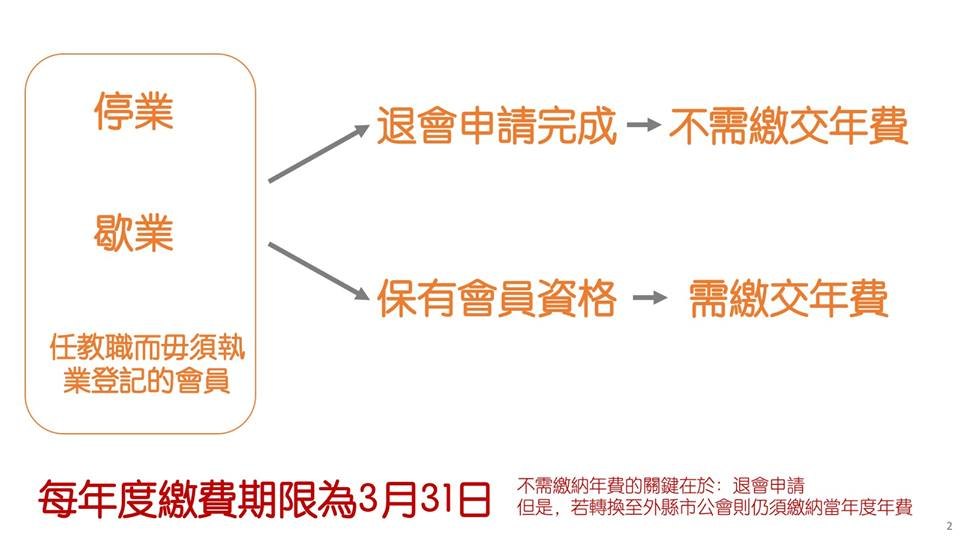 停業
歇業
任教職而毋須執
業登記的會員
退會申請完成
不需繳交年費
保有會員資格
需繳交年費
每年度繳費期限為3月31日
不需繳納年費的關鍵在於：退會申請
但是，若轉換至外縣市公會則仍須繳納當年度年費
2